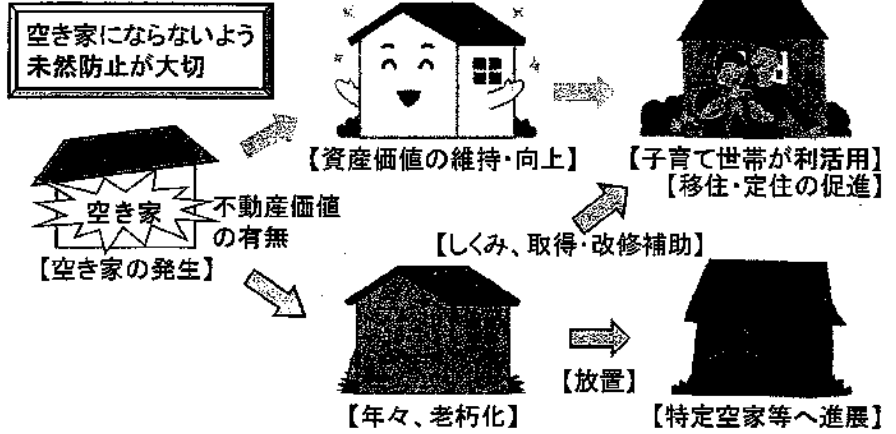 空き家にならないよう
未然防止が大切
【資産価値の維持・向上】
【子育て世帯が利活用】
【移住・定住の促進】
空き家
不動産価値
の有無
【空き家の発生】
【しくみ、取得・改修補助】
【放置】
【年々、老朽化】
【特定空家等へ進展】